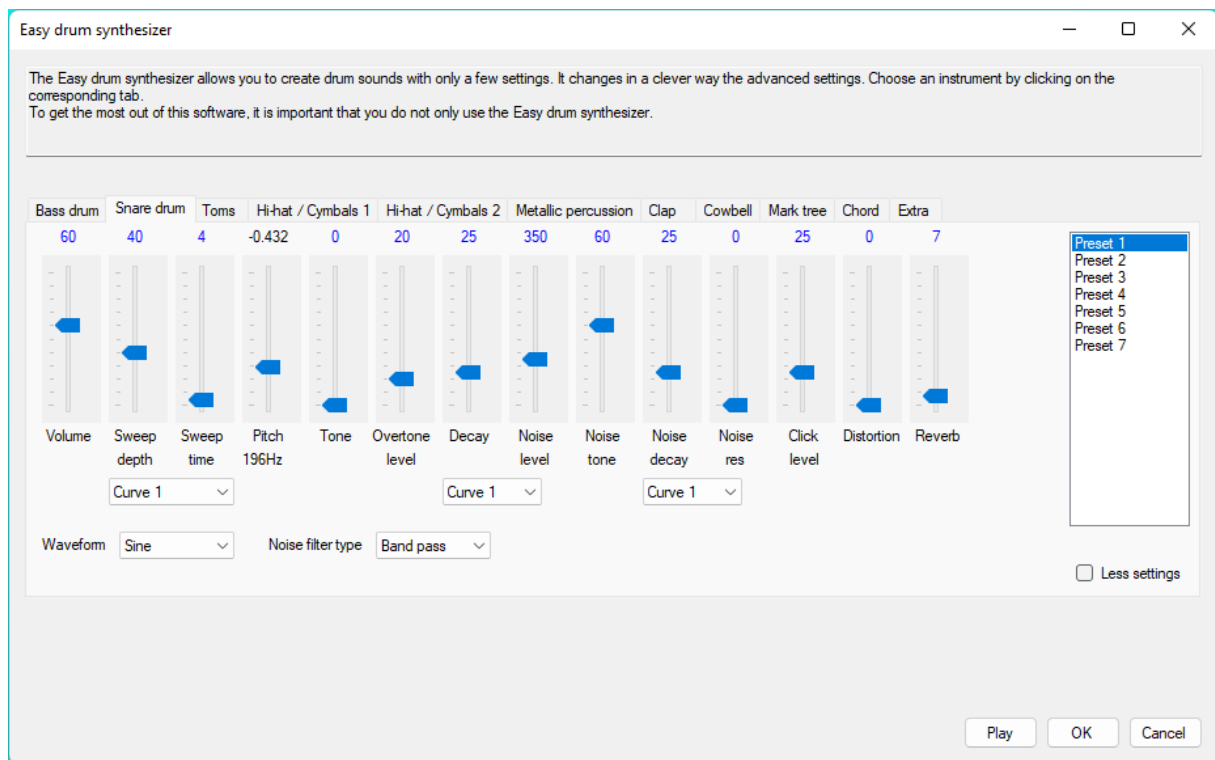 Easy drum synthesizer
The Easy drum synthesizer allows you to create drum sounds with only a few settings. It changes in a clever way the advanced settings. Choose an instrument by clicking on the
corresponding tab.
To get the most out of this software, it is important that you do not only use the Easy drum synthesizer.
Bass drum Snare drum Toms Hi-hat / Cymbals 1 Hi-hat / Cymbals 2 Metallic percussion Clap Cowbell Mark tree Chord Extra
60 40 4 -0.432 0 20 25 350 60 25 0 25 0 7
Volume Sweep Sweep Pitch Tone Overtone Decay Noise Noise Noise Noise Click Distortion Reverb
depth time 196Hz level level tone decay res level
Curve 1 Curve 1 Curve 1
Waveform Sine Noise filter type Band pass
Preset 1
Preset 2
Preset 3
Preset 4
Preset 5
Preset 6
Preset 7
Less settings
Play OK Cancel